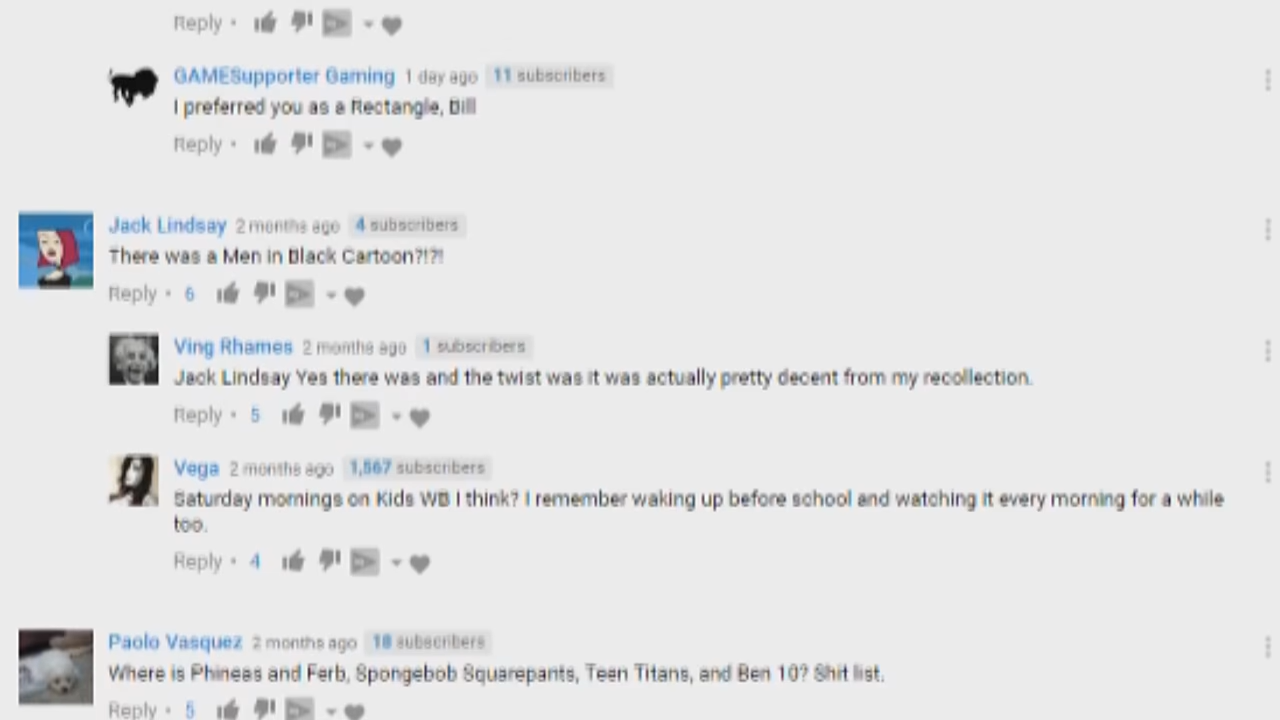 Reply •
GAMESupporter Gaming 1 day ago 11 subscribers
I preferred you as a Rectangle, Bill
Reply •
Jack Lindsay 2 months ago 4 subscribers
There was a Men in Black Cartoon?!?!
Reply • 6
Ving Rhames 2 months ago 1 subscribers
Jack Lindsay Yes there was and the twist was it was actually pretty decent from my recollection.
Reply • 5
Vega 2 months ago 1,567 subscribers
Saturday mornings on Kids WB I think? I remember waking up before school and watching it every morning for a while
too.
Reply • 4
Paolo Vasquez 2 months ago 18 subscribers
Where is Phineas and Ferb, Spongebob Squarepants, Teen Titans, and Ben 10? Shit list.
Reply • 5